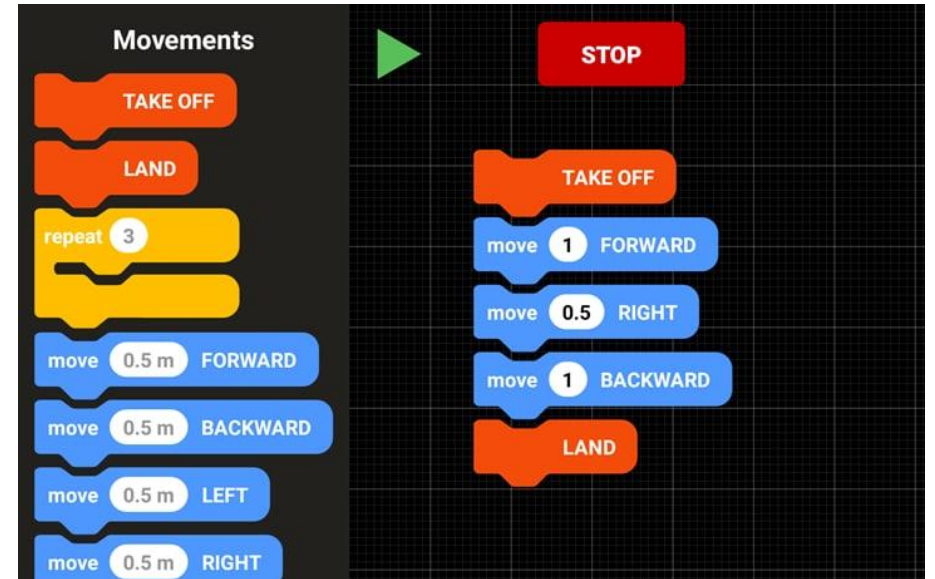 Movements
TAKE OFF
LAND
repeat 3
move 0.5 m FORWARD
move 0.5 m BACKWARD
move 0.5 m LEFT
move 0.5 m RIGHT
STOP
TAKE OFF
move 1 FORWARD
move 0.5 RIGHT
move 1 BACKWARD
LAND